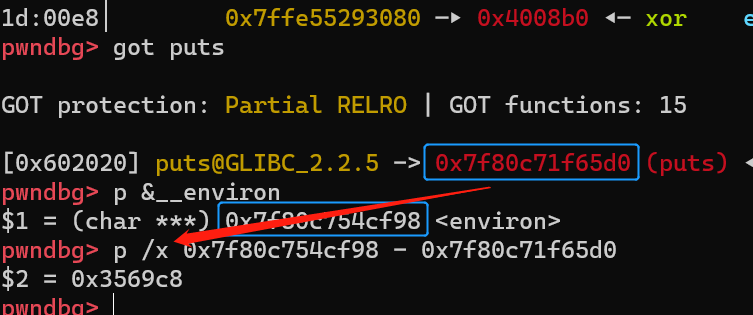 1d:00e8│ 0x7ffe55293080 —▸ 0x4008b0 ◂— xor e
pwndbg> got puts
GOT protection: Partial RELRO | GOT functions: 15
[0x602020] puts@GLIBC_2.2.5 -> 0x7f80c71f65d0 (puts) ◂
pwndbg> p &__environ
$1 = (char ***) 0x7f80c754cf98 <environ>
pwndbg> p /x 0x7f80c754cf98 - 0x7f80c71f65d0
$2 = 0x3569c8
pwndbg>